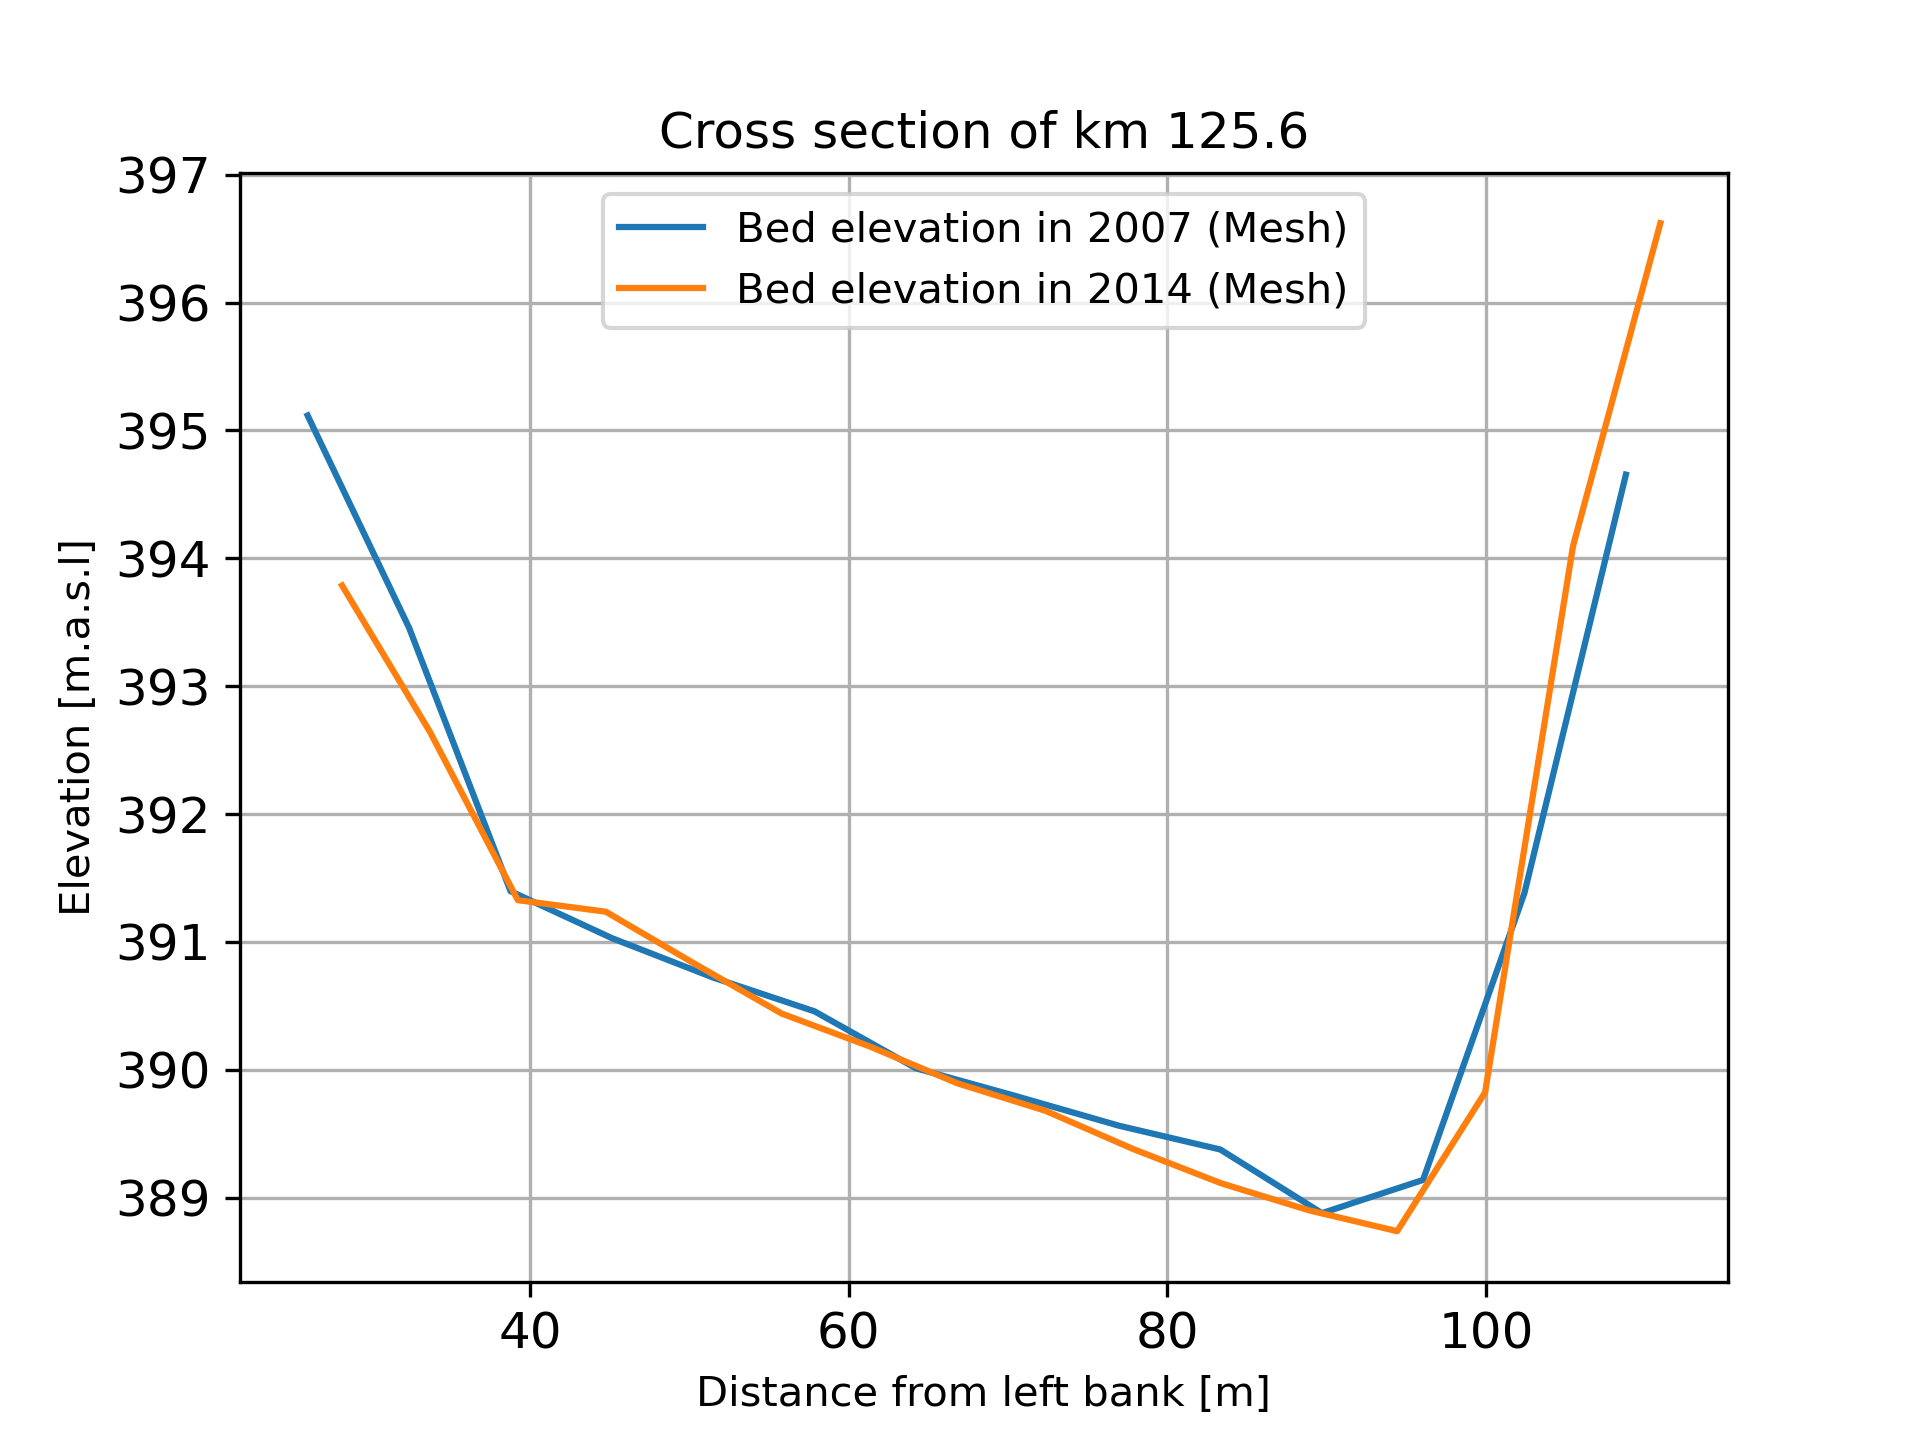 Cross section of km 125.6
397
396
395
394
393
392
391
390
389
Bed elevation in 2007 (Mesh)
Bed elevation in 2014 (Mesh)
Elevation [m.a.s.l]
40 60 80 100
Distance from left bank [m]